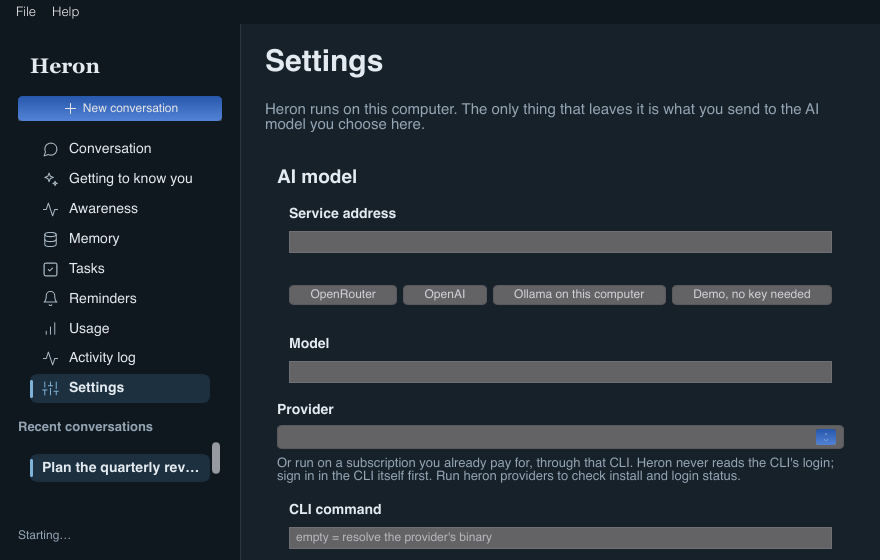 File Help
Heron
New conversation
Conversation
Getting to know you
Awareness
Memory
Tasks
Reminders
Usage
Activity log
Settings
Recent conversations
Plan the quarterly rev...
Starting...
Settings
Heron runs on this computer. The only thing that leaves it is what you send to the AI
model you choose here.
AI model
Service address
OpenRouter OpenAI Ollama on this computer Demo, no key needed
Model
Provider
Or run on a subscription you already pay for, through that CLI. Heron never reads the CLI's login;
sign in in the CLI itself first. Run heron providers to check install and login status.
CLI command
empty = resolve the provider's binary